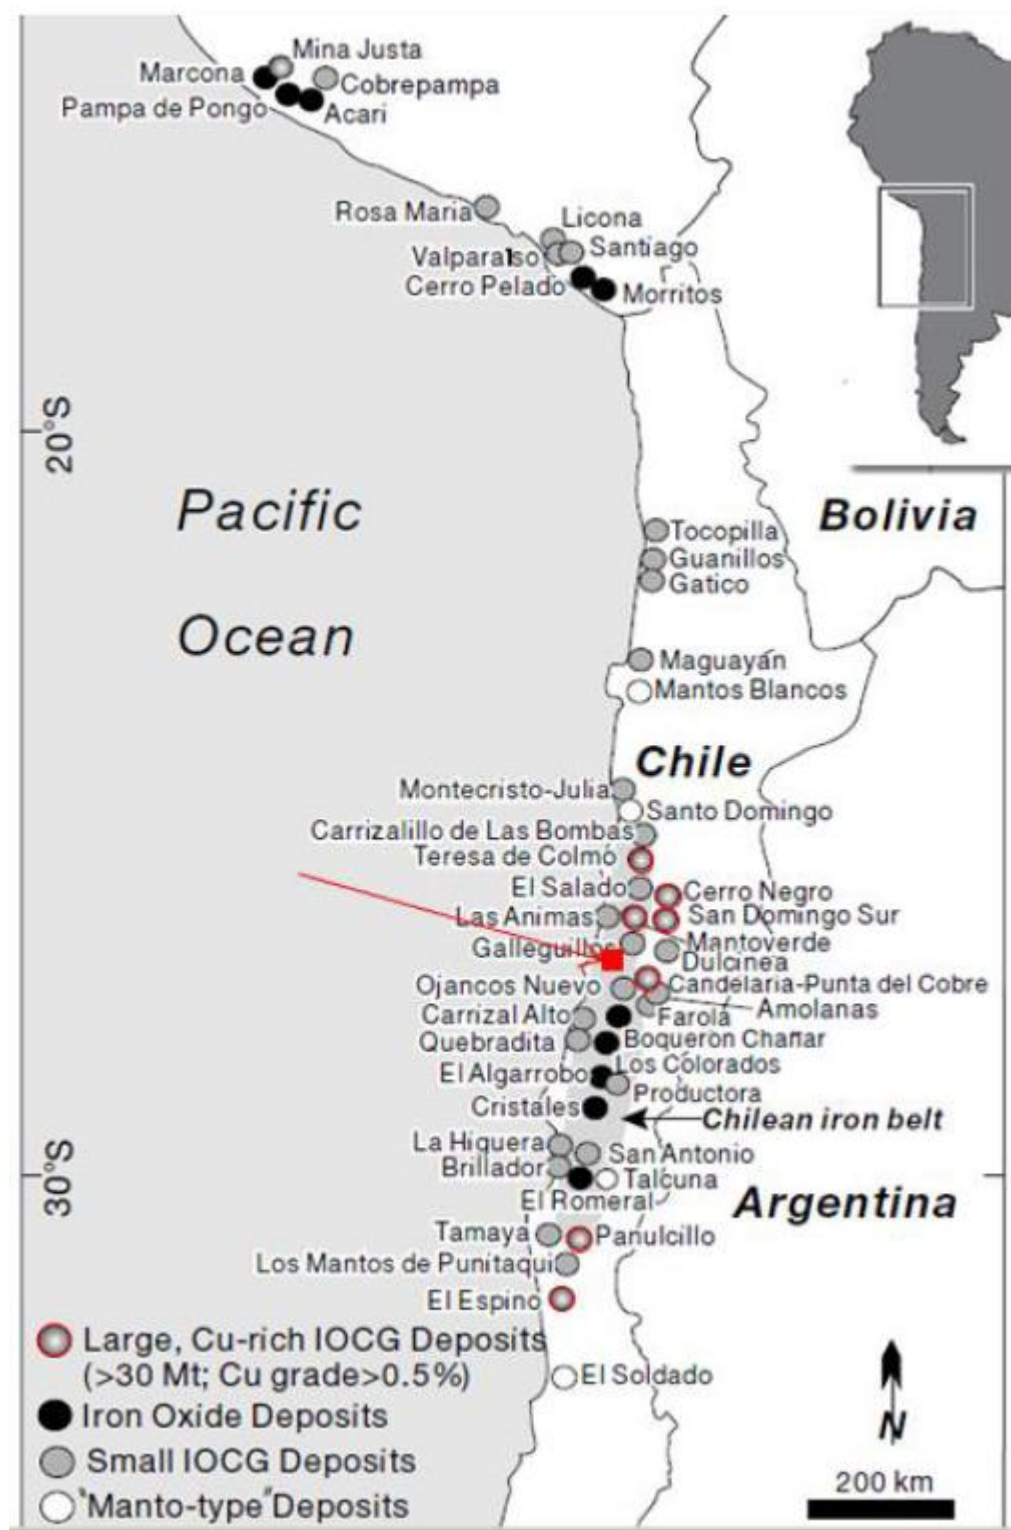 Mina Justa
Marcona
Cobrepampa
Pampa de Pongo
Acari
Rosa Maria
Licona
Santiago
Valparaiso
Cerro Pelado
Morritos
20°S
Pacific
Ocean
Bolivia
Tocopilla
Guanillos
Gatico
Maguayán
Mantos Blancos
Chile
Montecristo-Julia
Santo Domingo
Carrizalillo de Las Bombas
Teresa de Colmo
El Salado
Cerro Negro
Las Animas
San Domingo Sur
Mantoverde
Galleguillos
Dulcinea
Ojancos Nuevo
Candelaria-Punta del Cobre
Carrizal Alto
Farola
Amolanas
Quebradita
Boqueron Chañar
El Algarrobo
Los Colorados
Productora
Cristales
Chilean iron belt
La Higuera
San Antonio
Brillador
Talcuna
30°S
El Romeral
Argentina
Tamaya
Panulcillo
Los Mantos de Punitaqui
El Espino
Large, Cu-rich IOCG Deposits
(>30 Mt; Cu grade>0.5%)
El Soldado
Iron Oxide Deposits
N
Small IOCG Deposits
200 km
"Manto-type" Deposits